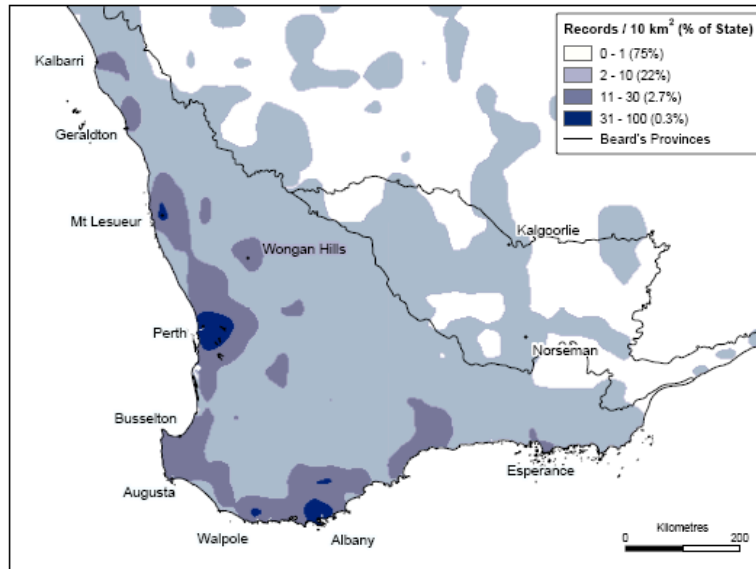 Records / 10 km² (% of State)
0 - 1 (75%)
2 - 10 (22%)
11 - 30 (2.7%)
31 - 100 (0.3%)
Beard's Provinces
Kalbarri
Geraldton
Mt Lesueur
Kalgoorlie
Wongan Hills
Perth
Norseman
Busselton
Esperance
Augusta
Walpole
Albany
Kilometres
0 200